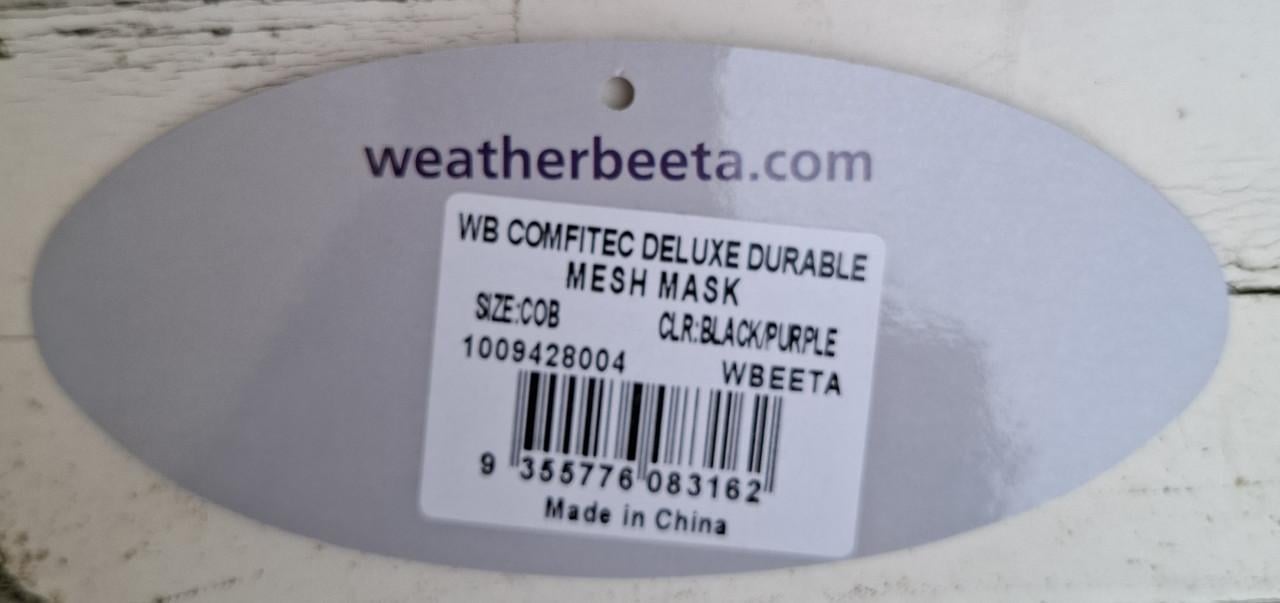 weatherbeeta.com
WB COMFITEC DELUXE DURABLE
MESH MASK
SIZE:COB CLR:BLACK/PURPLE
1009428004 WBEETA
9 355776 083162
Made in China